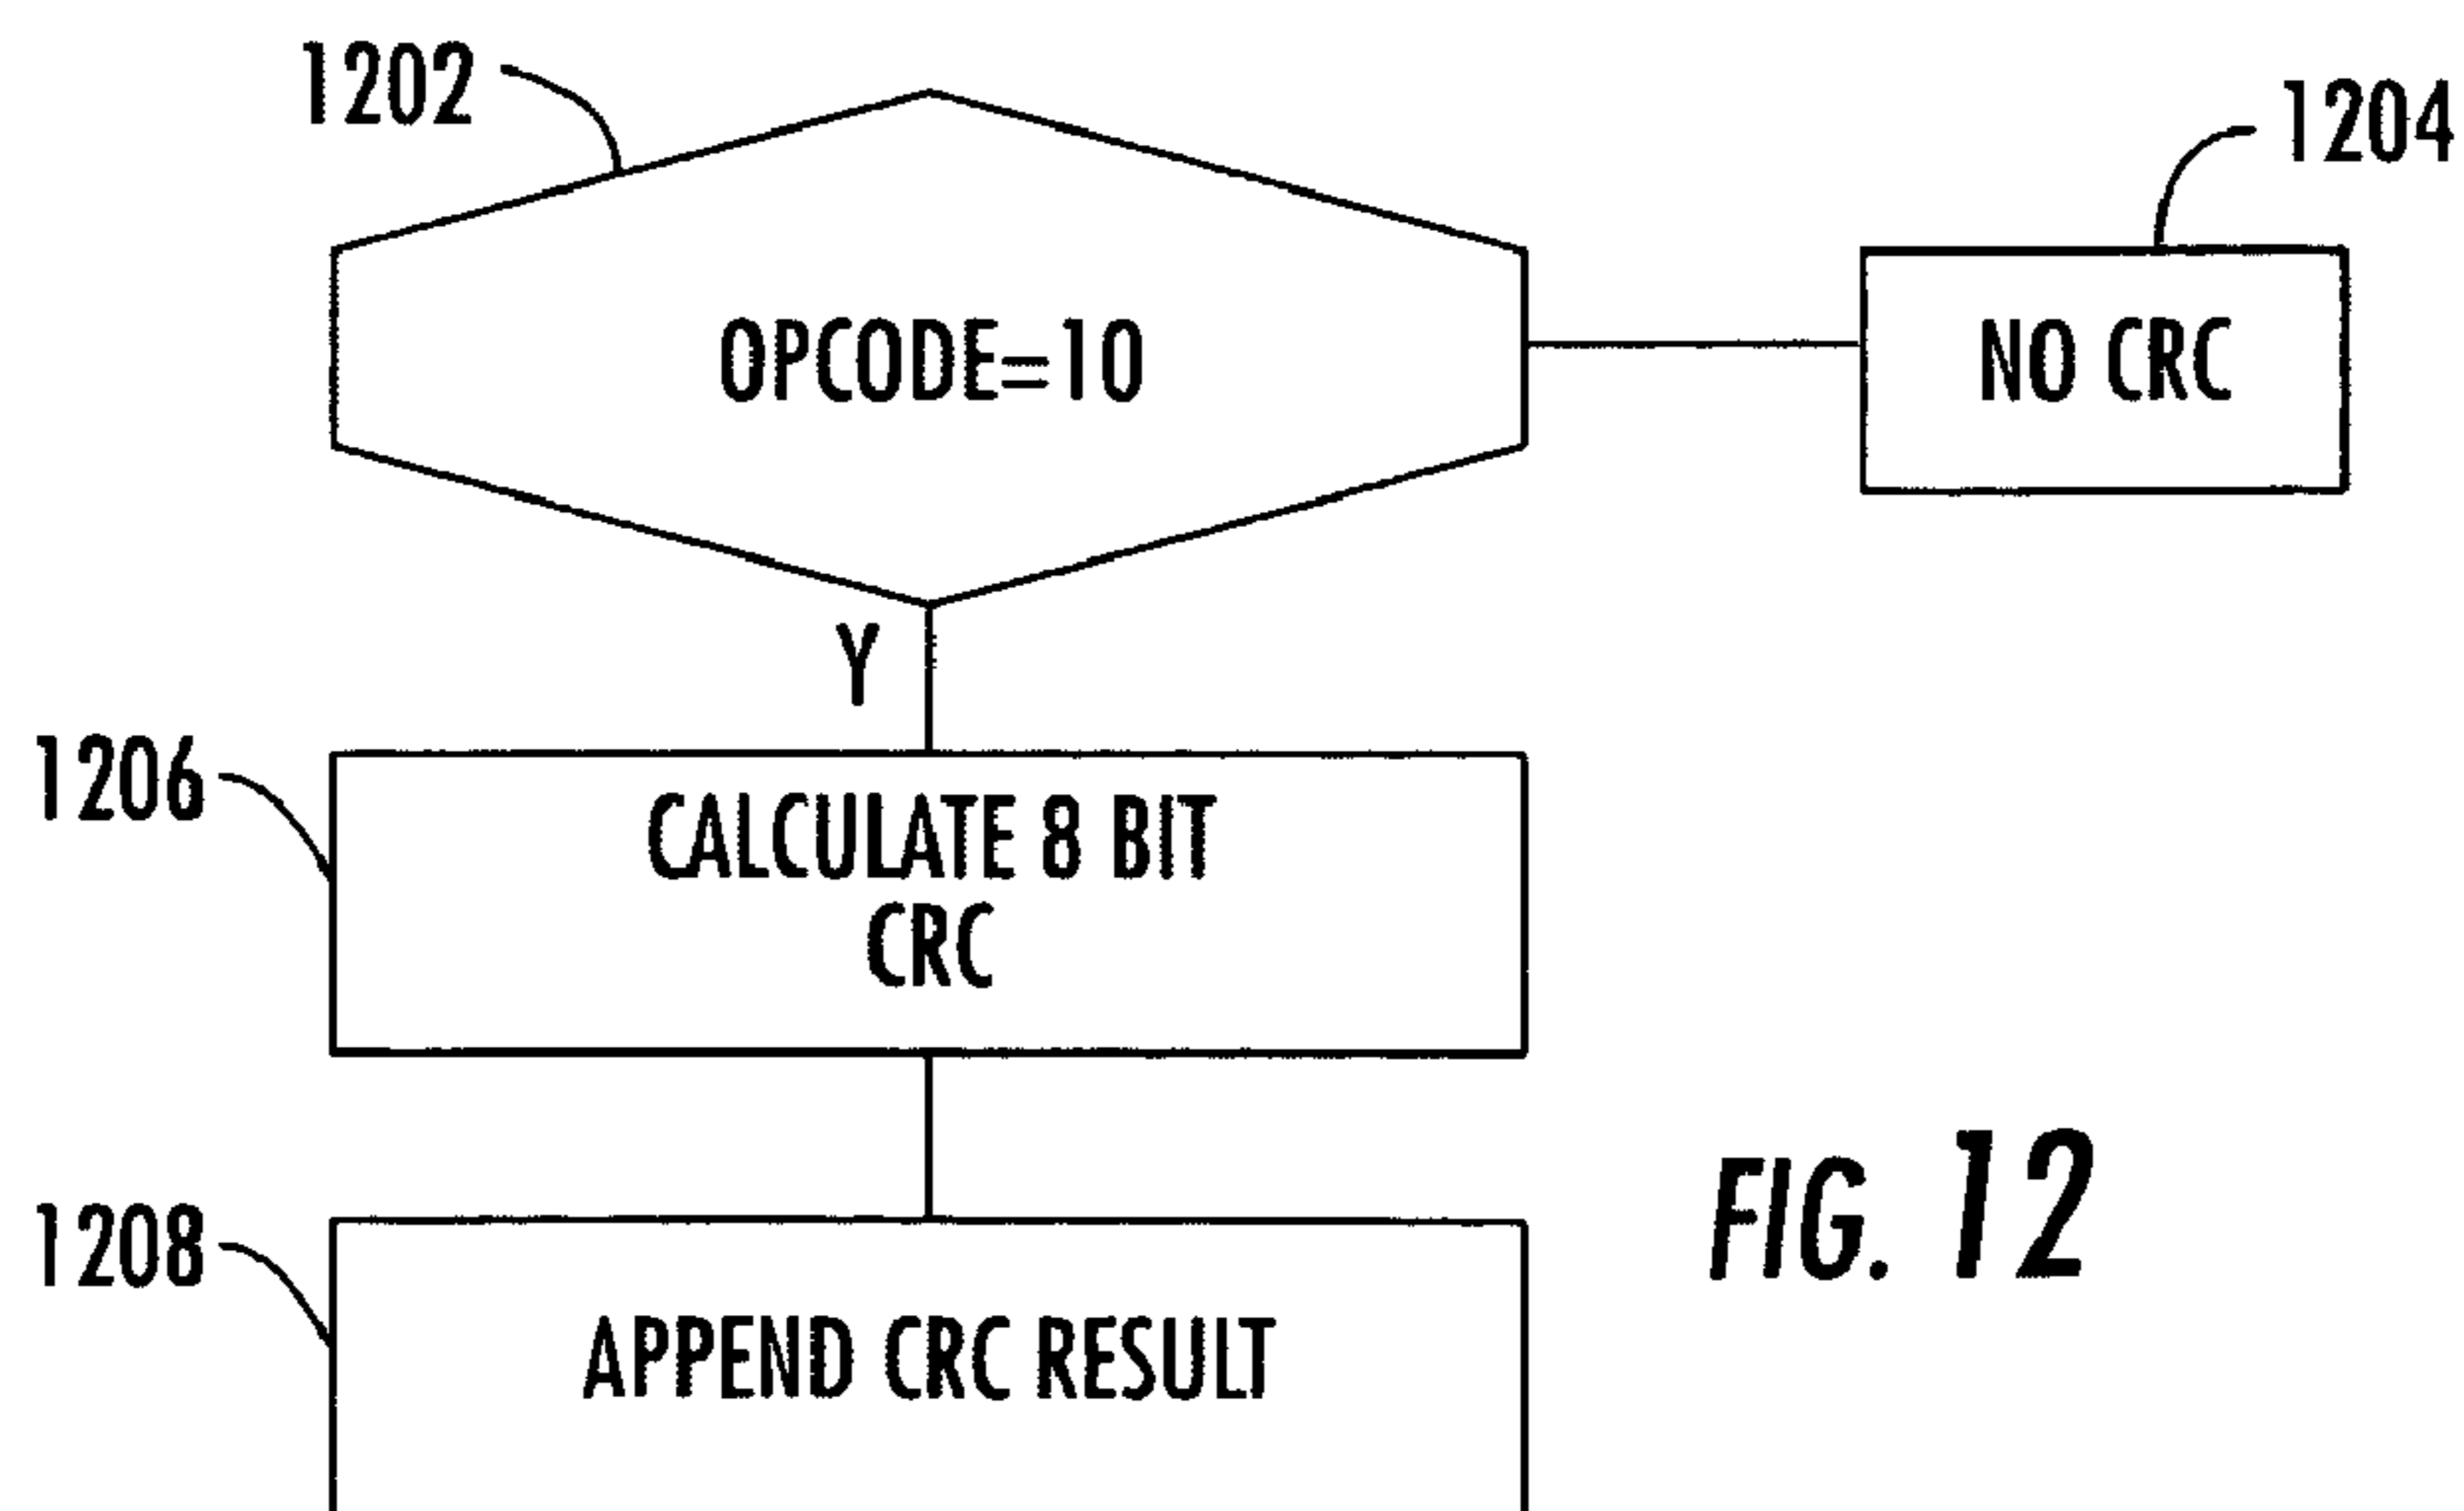 1202
1204
OPCODE=10
NO CRC
Y
1206
CALCULATE 8 BIT
CRC
1208
APPEND CRC RESULT
FIG. 12